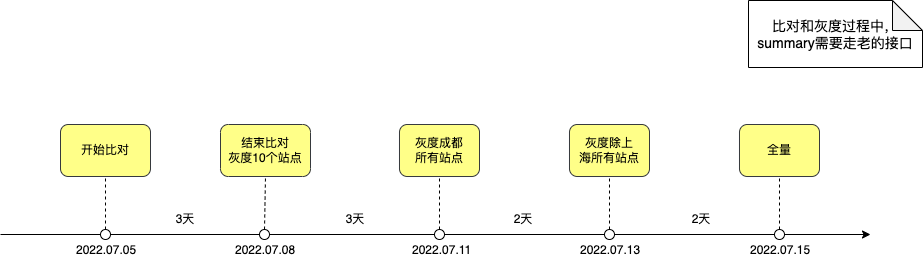 比对和灰度过程中,
summary需要走老的接口
开始比对
结束比对
灰度10个站点
灰度成都
所有站点
灰度除上
海所有站点
全量
3天
3天
2天
2天
2022.07.05
2022.07.08
2022.07.11
2022.07.13
2022.07.15